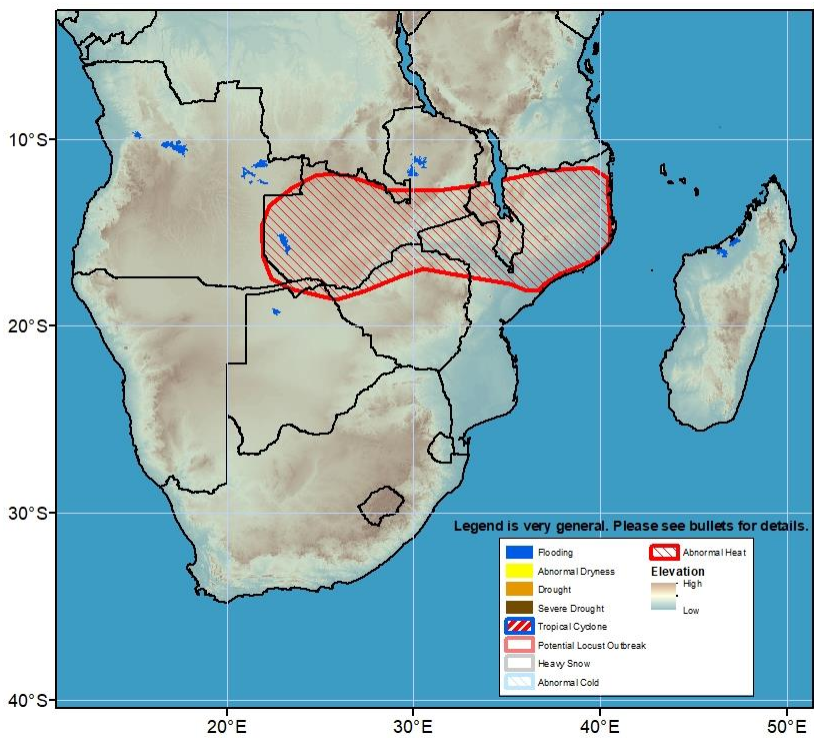 10°S
20°S
30°S
40°S
Legend is very general. Please see bullets for details.
Flooding
Abnormal Dryness
Drought
Severe Drought
Tropical Cyclone
Potential Locust Outbreak
Heavy Snow
Abnormal Cold
Abnormal Heat
Elevation
High
Low
20°E
30°E
40°E
50°E